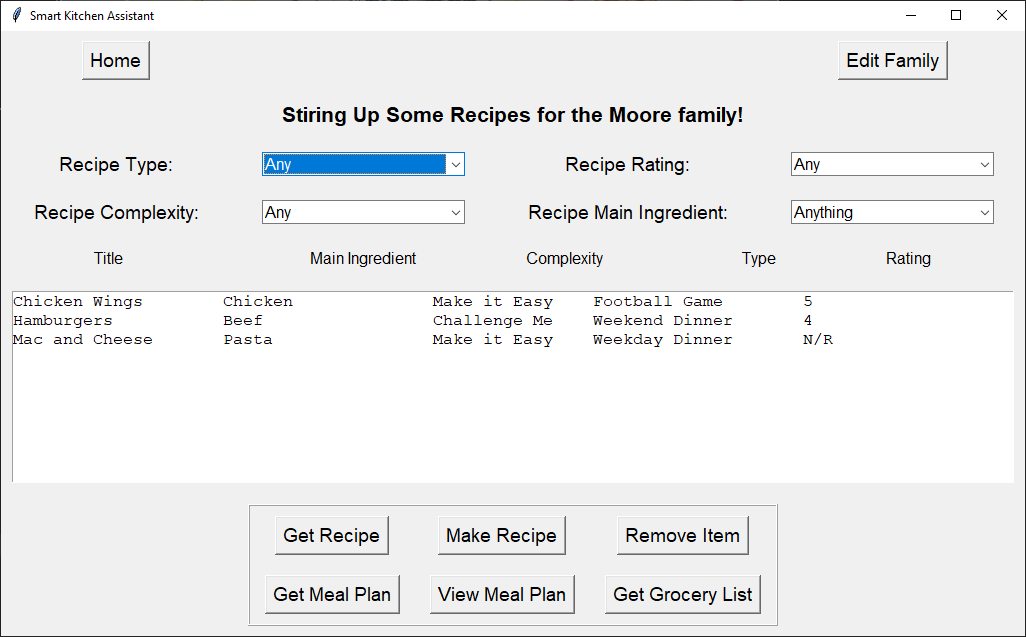 Smart Kitchen Assistant
Home Edit Family
Stiring Up Some Recipes for the Moore family!
Recipe Type: Any Recipe Rating: Any
Recipe Complexity: Any Recipe Main Ingredient: Anything
Title Main Ingredient Complexity Type Rating
Chicken Wings Chicken Make it Easy Football Game 5
Hamburgers Beef Challenge Me Weekend Dinner 4
Mac and Cheese Pasta Make it Easy Weekday Dinner N/R
Get Recipe Make Recipe Remove Item
Get Meal Plan View Meal Plan Get Grocery List